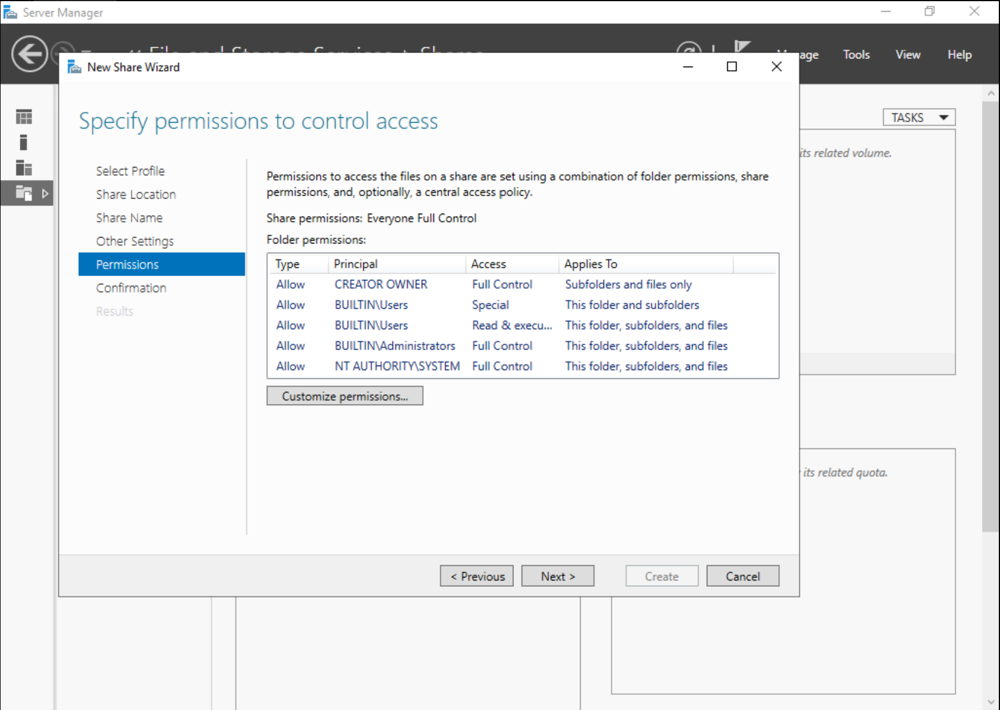 Server Manager
File and Storage Services
Shares
Tools
View
Help
New Share Wizard
Specify permissions to control access
TASKS
its related volume.
Select Profile
Share Location
Share Name
Other Settings
Permissions
Confirmation
Results
Permissions to access the files on a share are set using a combination of folder permissions, share
permissions, and, optionally, a central access policy.
Share permissions: Everyone Full Control
Folder permissions:
Type Principal Access Applies To
Allow CREATOR OWNER Full Control Subfolders and files only
Allow BUILTIN\Users Special This folder and subfolders
Allow BUILTIN\Users Read & execu... This folder, subfolders, and files
Allow BUILTIN\Administrators Full Control This folder, subfolders, and files
Allow NT AUTHORITY\SYSTEM Full Control This folder, subfolders, and files
Customize permissions...
its related quota.
< Previous
Next >
Create
Cancel